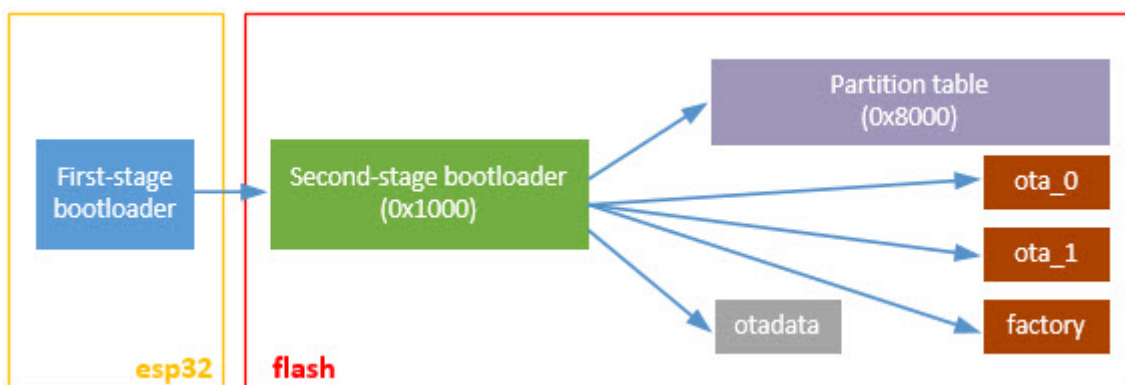 Partition table
(0x8000)
First-stage
bootloader
Second-stage bootloader
(0x1000)
ota_0
ota_1
otadata
factory
esp32
flash